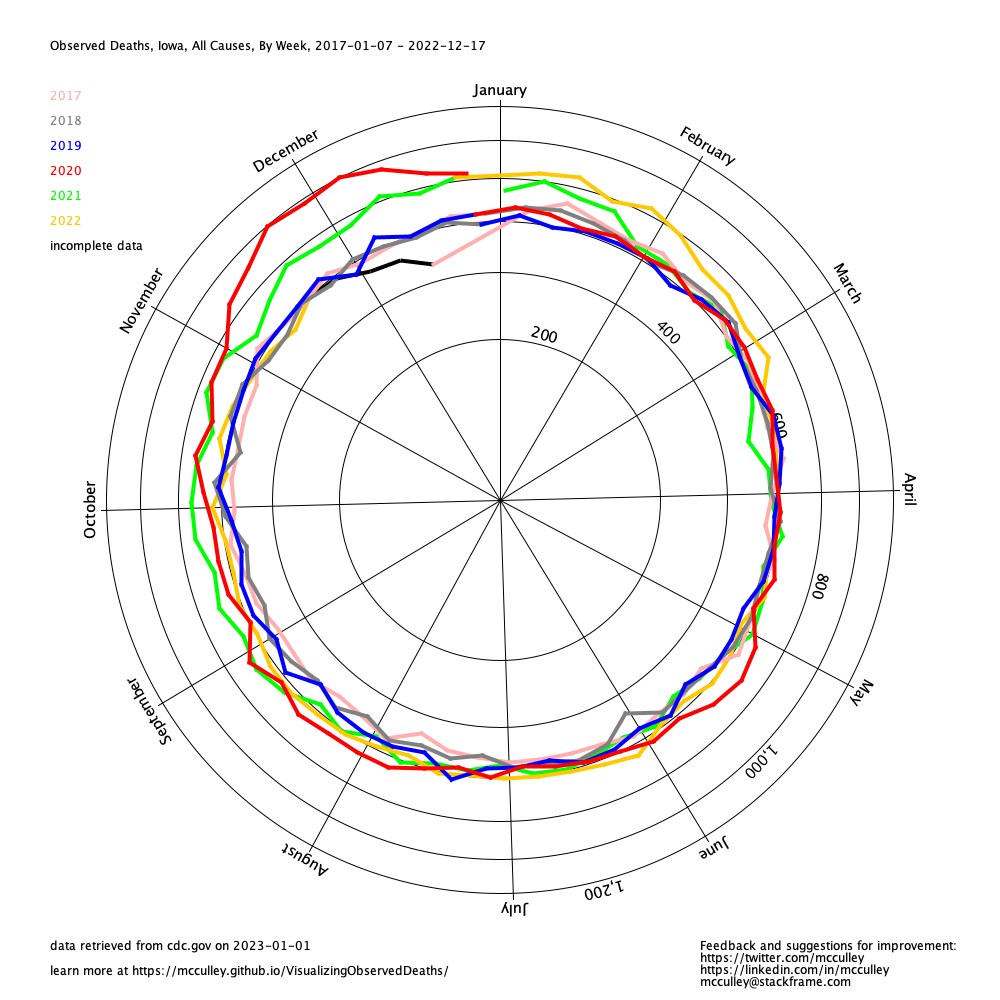 Observed Deaths, Iowa, All Causes, By Week, 2017-01-07 - 2022-12-17
2017
2018
2019
2020
2021
2022
incomplete data
January
February
March
April
May
June
July
August
September
October
November
December
200
400
600
800
1,000
1,200
data retrieved from cdc.gov on 2023-01-01
learn more at https://mcculley.github.io/VisualizingObservedDeaths/
Feedback and suggestions for improvement:
https://twitter.com/mcculley
https://linkedin.com/in/mcculley
mcculley@stackframe.com